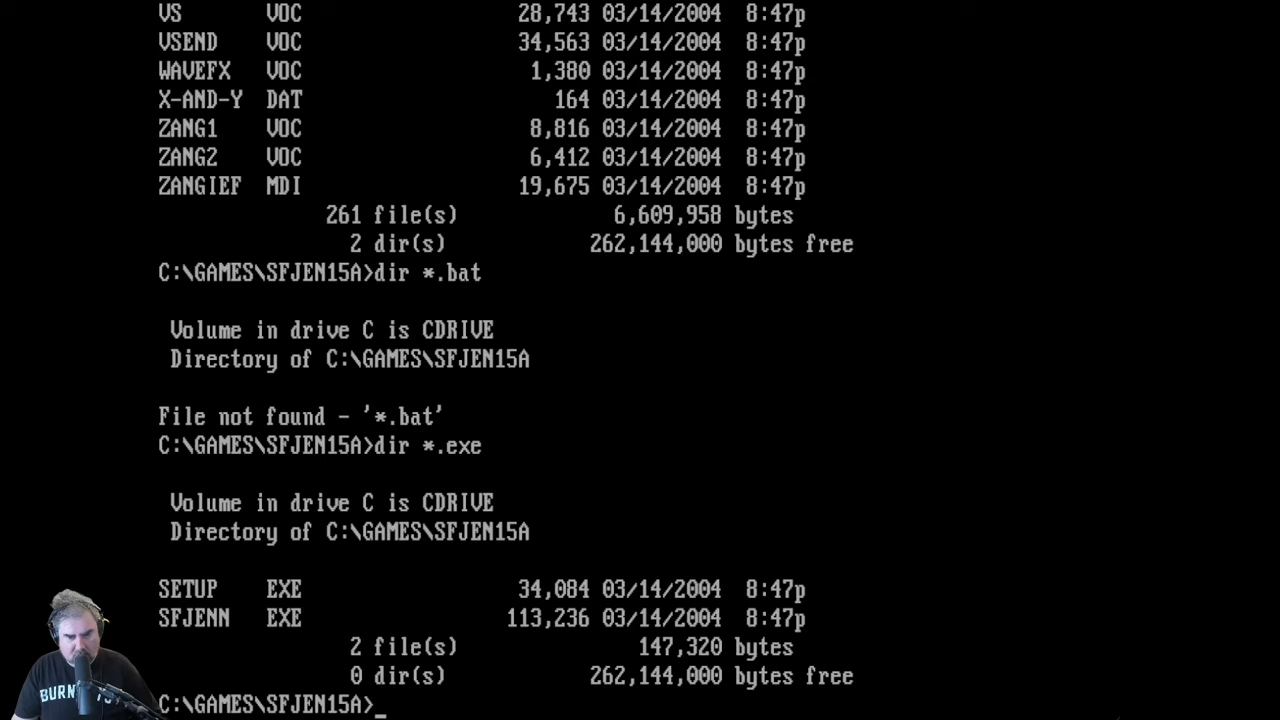 VS VOC 28,743 03/14/2004 8:47p
VSEND VOC 34,563 03/14/2004 8:47p
WAVEFX VOC 1,380 03/14/2004 8:47p
X-AND-Y DAT 164 03/14/2004 8:47p
ZANG1 VOC 8,816 03/14/2004 8:47p
ZANG2 VOC 6,412 03/14/2004 8:47p
ZANGIEF MDI 19,675 03/14/2004 8:47p
261 file(s) 6,609,958 bytes
2 dir(s) 262,144,000 bytes free
C:\GAMES\SFJEN15A>dir *.bat
Volume in drive C is CDRIVE
Directory of C:\GAMES\SFJEN15A
File not found - '*.bat'
C:\GAMES\SFJEN15A>dir *.exe
Volume in drive C is CDRIVE
Directory of C:\GAMES\SFJEN15A
SETUP EXE 34,084 03/14/2004 8:47p
SFJENN EXE 113,236 03/14/2004 8:47p
2 file(s) 147,320 bytes
0 dir(s) 262,144,000 bytes free
C:\GAMES\SFJEN15A>_